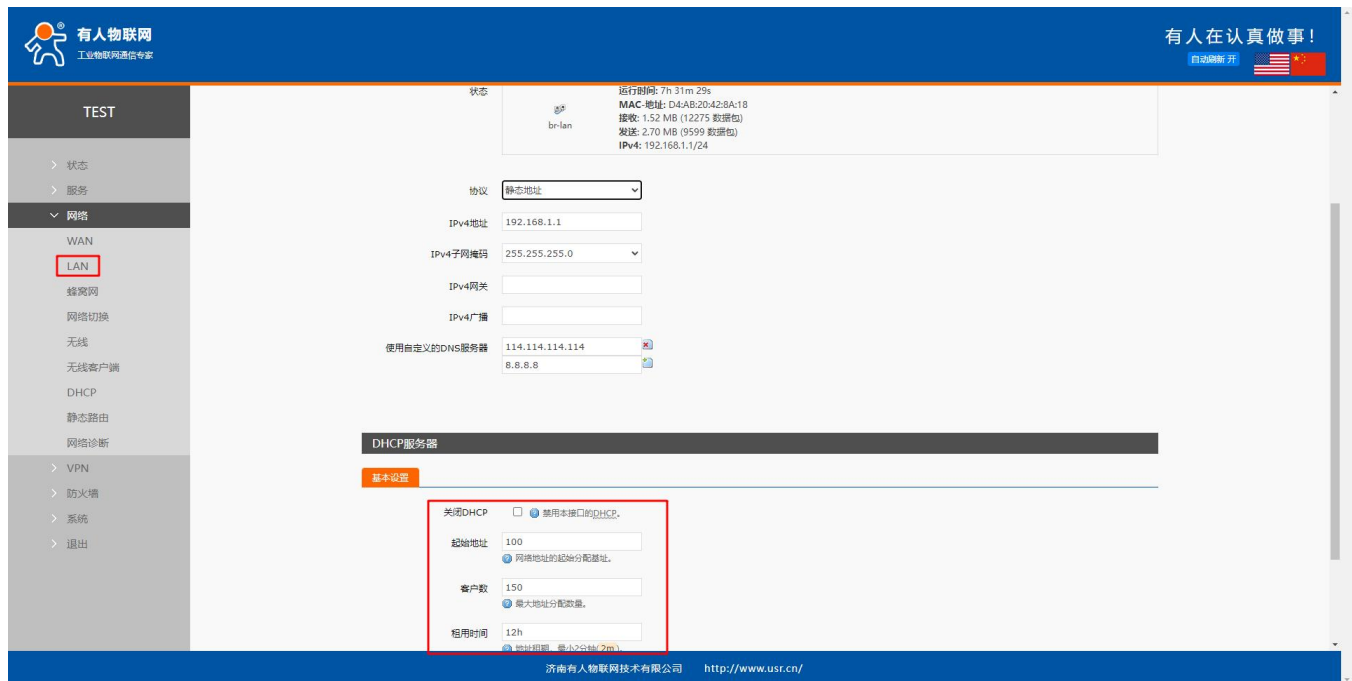 有人物联网
工业物联网通信专家
有人在认真做事！
自动刷新 开
TEST
状态
服务
网络
WAN
LAN
蜂窝网
网络切换
无线
无线客户端
DHCP
静态路由
网络诊断
VPN
防火墙
系统
退出
状态
br-lan
运行时间: 7h 31m 29s
MAC-地址: D4:AB:20:42:8A:18
接收: 1.52 MB (12275 数据包)
发送: 2.70 MB (9599 数据包)
IPv4: 192.168.1.1/24
协议 静态地址
IPv4地址 192.168.1.1
IPv4子网掩码 255.255.255.0
IPv4网关
IPv4广播
使用自定义的DNS服务器 114.114.114.114
8.8.8.8
DHCP服务器
基本设置
关闭DHCP 禁用本接口的DHCP。
起始地址 100
网络地址的起始分配基址。
客户数 150
最大地址分配数量。
租用时间 12h
地址租期，最小2分钟(2m)。
济南有人物联网技术有限公司 http://www.usr.cn/